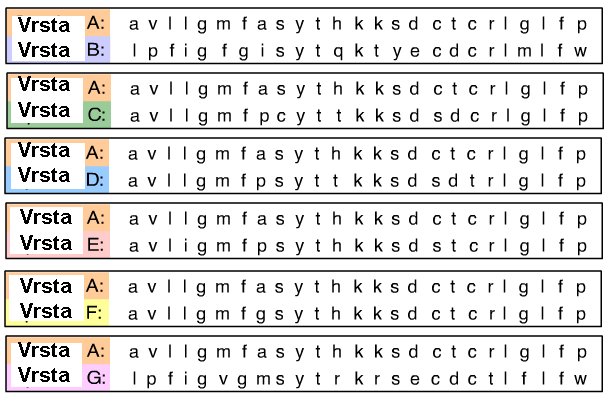 Vrsta A: a v l l g m f a s y t h k k s d c t c r l g l f p
Vrsta B: l p f i g f g i s y t q k t y e c d c r l m l f w
Vrsta A: a v l l g m f a s y t h k k s d c t c r l g l f p
Vrsta C: a v l l g m f p c y t t k k s d s d c r l g l f p
Vrsta A: a v l l g m f a s y t h k k s d c t c r l g l f p
Vrsta D: a v l l g m f p s y t t k k s d s d t r l g l f p
Vrsta A: a v l l g m f a s y t h k k s d c t c r l g l f p
Vrsta E: a v l i g m f p s y t h k k s d s t c r l g l f p
Vrsta A: a v l l g m f a s y t h k k s d c t c r l g l f p
Vrsta F: a v l l g m f g s y t h k k s d c t c r l g l f p
Vrsta A: a v l l g m f a s y t h k k s d c t c r l g l f p
Vrsta G: l p f i g v g m s y t r k r s e c d c t l f l f w